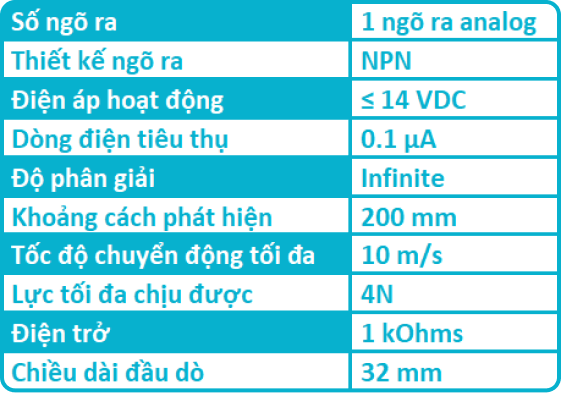 Số ngõ ra 1 ngõ ra analog
Thiết kế ngõ ra NPN
Điện áp hoạt động ≤ 14 VDC
Dòng điện tiêu thụ 0.1 µA
Độ phân giải Infinite
Khoảng cách phát hiện 200 mm
Tốc độ chuyển động tối đa 10 m/s
Lực tối đa chịu được 4N
Điện trở 1 kOhms
Chiều dài đầu dò 32 mm